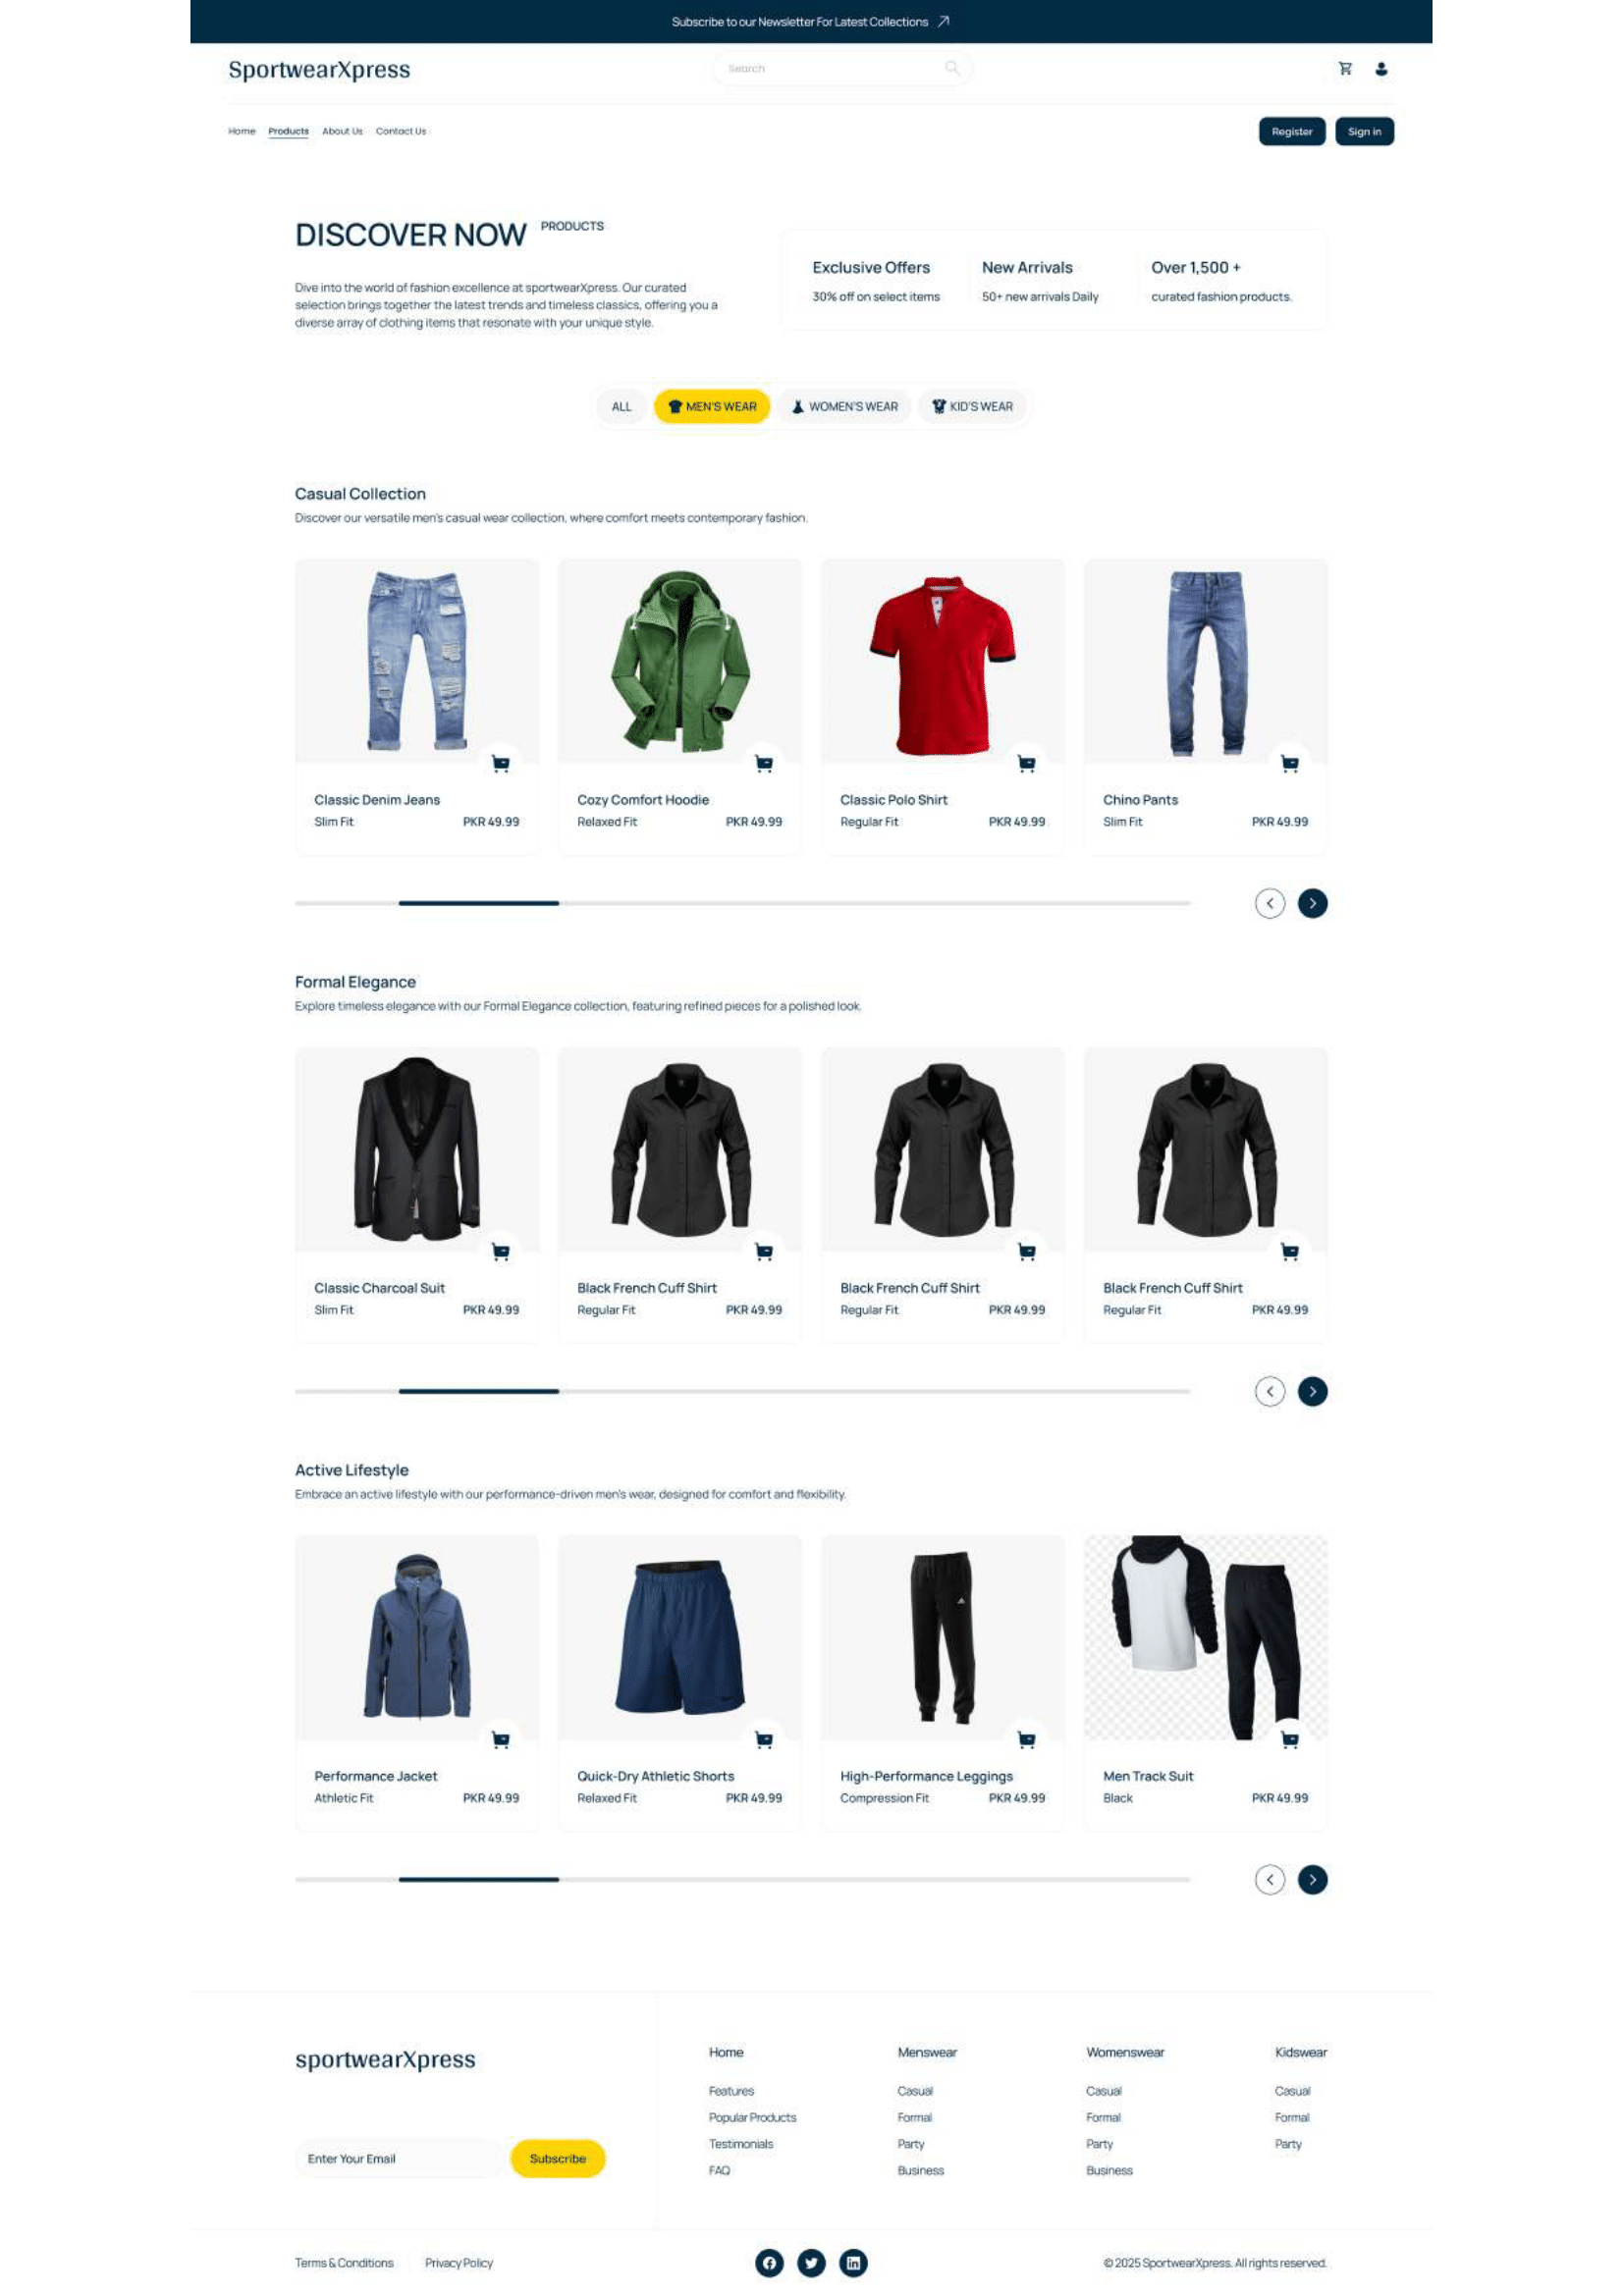 Subscribe to our Newsletter For Latest Collections
SportwearXpress
Search
Home Products About Us Contact Us
Register Sign in
DISCOVER NOW PRODUCTS
Dive into the world of fashion excellence at sportwearXpress. Our curated
selection brings together the latest trends and timeless classics, offering you a
diverse array of clothing items that resonate with your unique style.
Exclusive Offers
30% off on select items
New Arrivals
50+ new arrivals Daily
Over 1,500 +
curated fashion products.
ALL MEN'S WEAR WOMEN'S WEAR KID'S WEAR
Casual Collection
Discover our versatile men's casual wear collection, where comfort meets contemporary fashion.
Classic Denim Jeans
Slim Fit PKR 49.99
Cozy Comfort Hoodie
Relaxed Fit PKR 49.99
Classic Polo Shirt
Regular Fit PKR 49.99
Chino Pants
Slim Fit PKR 49.99
Formal Elegance
Explore timeless elegance with our Formal Elegance collection, featuring refined pieces for a polished look.
Classic Charcoal Suit
Slim Fit PKR 49.99
Black French Cuff Shirt
Regular Fit PKR 49.99
Black French Cuff Shirt
Regular Fit PKR 49.99
Black French Cuff Shirt
Regular Fit PKR 49.99
Active Lifestyle
Embrace an active lifestyle with our performance-driven men's wear, designed for comfort and flexibility.
Performance Jacket
Athletic Fit PKR 49.99
Quick-Dry Athletic Shorts
Relaxed Fit PKR 49.99
High-Performance Leggings
Compression Fit PKR 49.99
Men Track Suit
Black PKR 49.99
sportwearXpress
Enter Your Email Subscribe
Home
Features
Popular Products
Testimonials
FAQ
Menswear
Casual
Formal
Party
Business
Womenswear
Casual
Formal
Party
Business
Kidswear
Casual
Formal
Party
Terms & Conditions Privacy Policy
© 2025 SportwearXpress. All rights reserved.